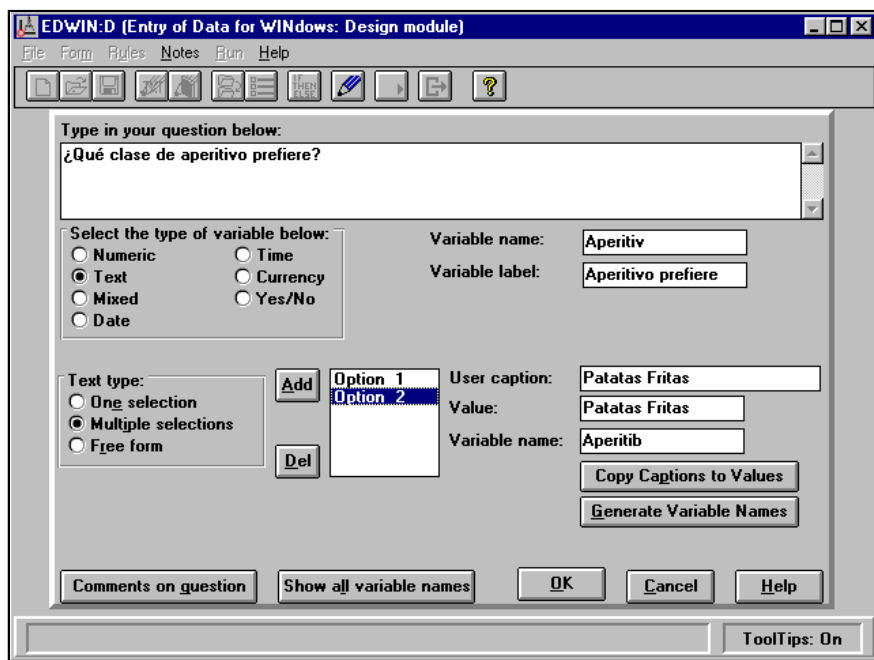 EDWIN:D (Entry of Data for WINdows: Design module)
File Form Rules Notes Run Help
IF THEN ELSE ?
Type in your question below:
¿Qué clase de aperitivo prefiere?
Select the type of variable below:
Numeric Time
Text Currency
Mixed Yes/No
Date
Variable name: Aperitiv
Variable label: Aperitivo prefiere
Text type:
One selection
Multiple selections
Free form
Add
Del
Option 1
Option 2
User caption: Patatas Fritas
Value: Patatas Fritas
Variable name: Aperitib
Copy Captions to Values
Generate Variable Names
Comments on question Show all variable names OK Cancel Help
ToolTips: On